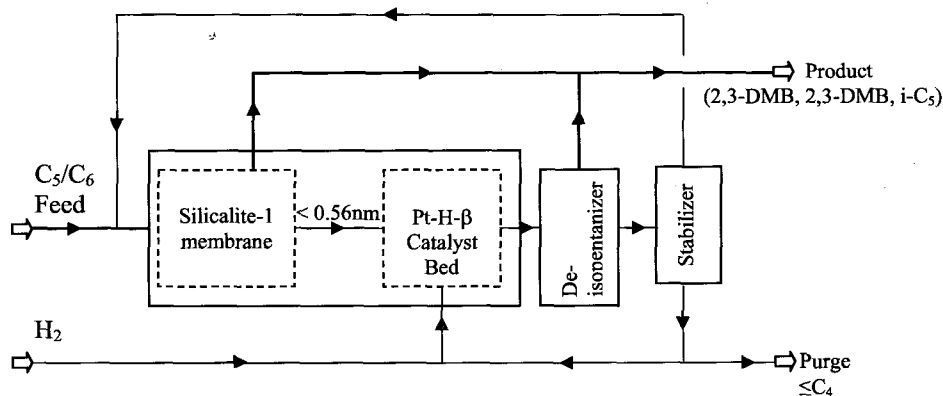 Product
(2,3-DMB, 2,3-DMB, i-C₅)
C₅/C₆
Feed
Silicalite-1
membrane
< 0.56nm
Pt-H-β
Catalyst
Bed
De-
isopentanizer
Stabilizer
H₂
Purge
≤C₄